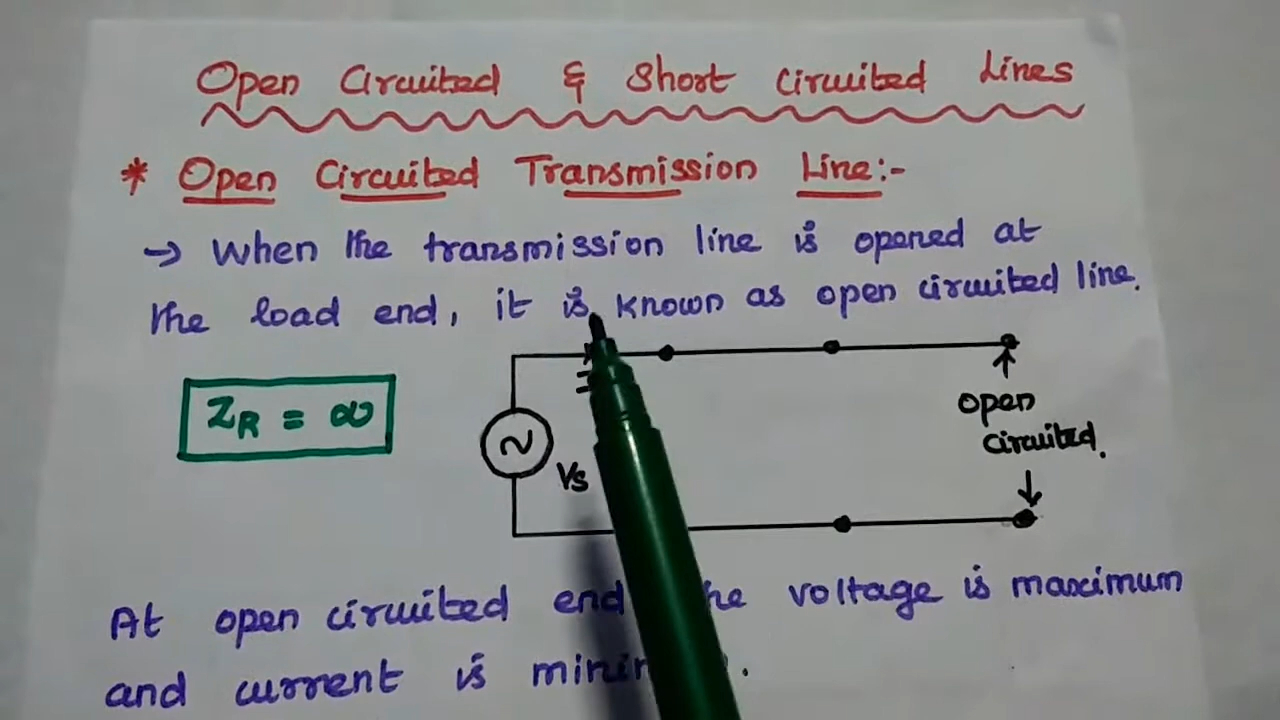 Open Circuited & Short Circuited Lines
* Open Circuited Transmission Line:-
→ When the transmission line is opened at
the load end, it is known as open circuited line.
ZR = ∞
Vs
open
circuited.
At open circuited end he voltage is maximum
and current is